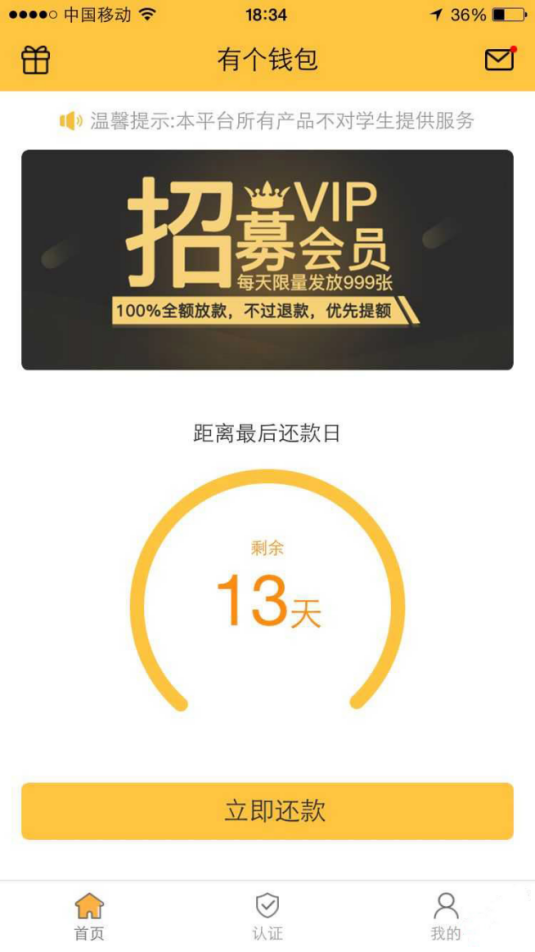 中国移动 18:34 36%
有个钱包
温馨提示:本平台所有产品不对学生提供服务
招募VIP会员
每天限量发放999张
100%全额放款，不过退款，优先提额
距离最后还款日
剩余
13天
立即还款
首页 认证 我的